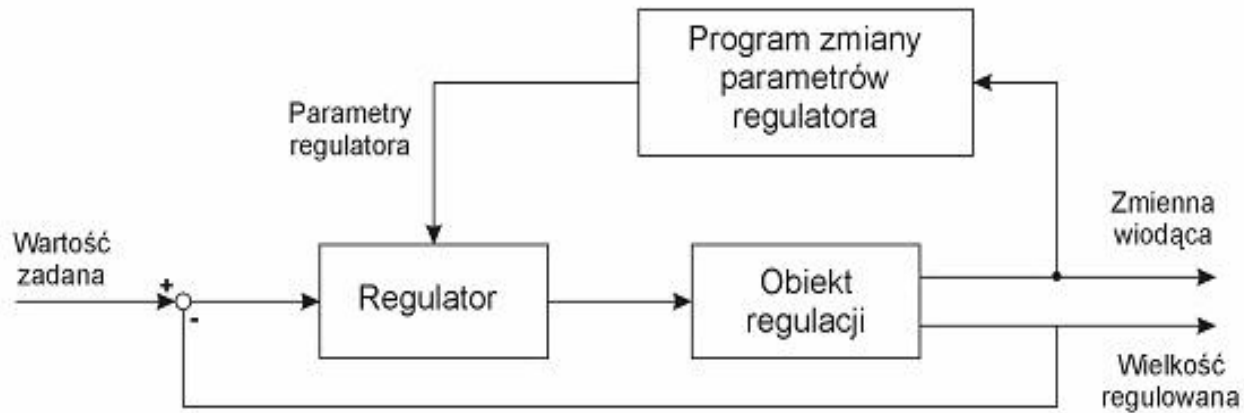 Program zmiany
parametrów
regulatora
Parametry
regulatora
Zmienna
wiodąca
Wartość
zadana
+
-
Regulator
Obiekt
regulacji
Wielkość
regulowana